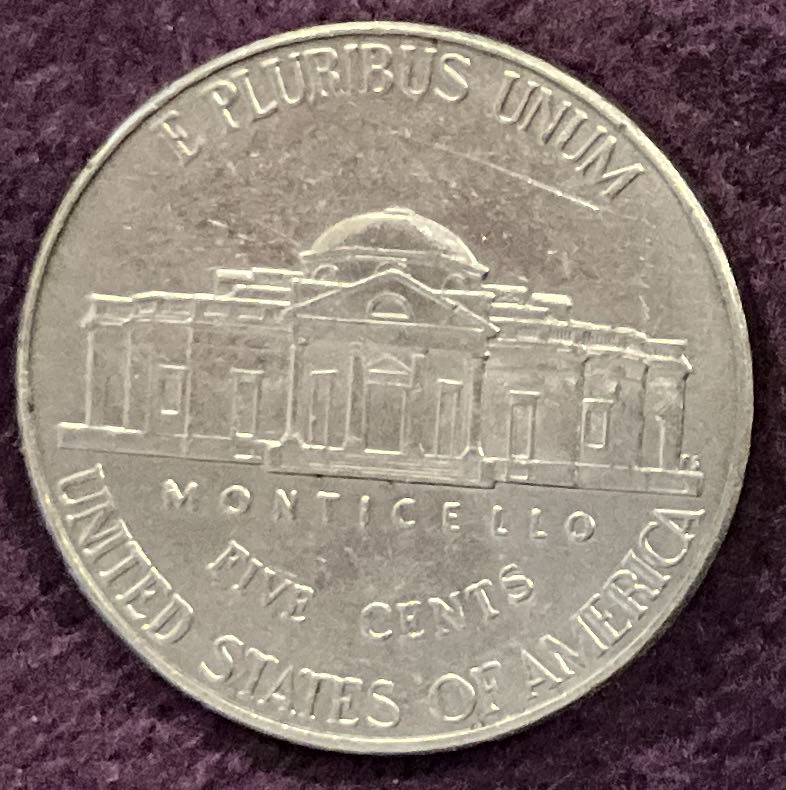 E PLURIBUS UNUM
MONTICELLO
FIVE CENTS
UNITED STATES OF AMERICA